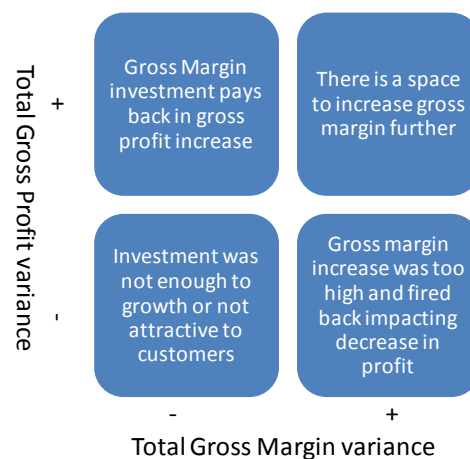 Total Gross Profit variance
+
Gross Margin
investment pays
back in gross
profit increase
There is a space
to increase gross
margin further
-
Investment was
not enough to
growth or not
attractive to
customers
Gross margin
increase was too
high and fired
back impacting
decrease in
profit
-
+
Total Gross Margin variance